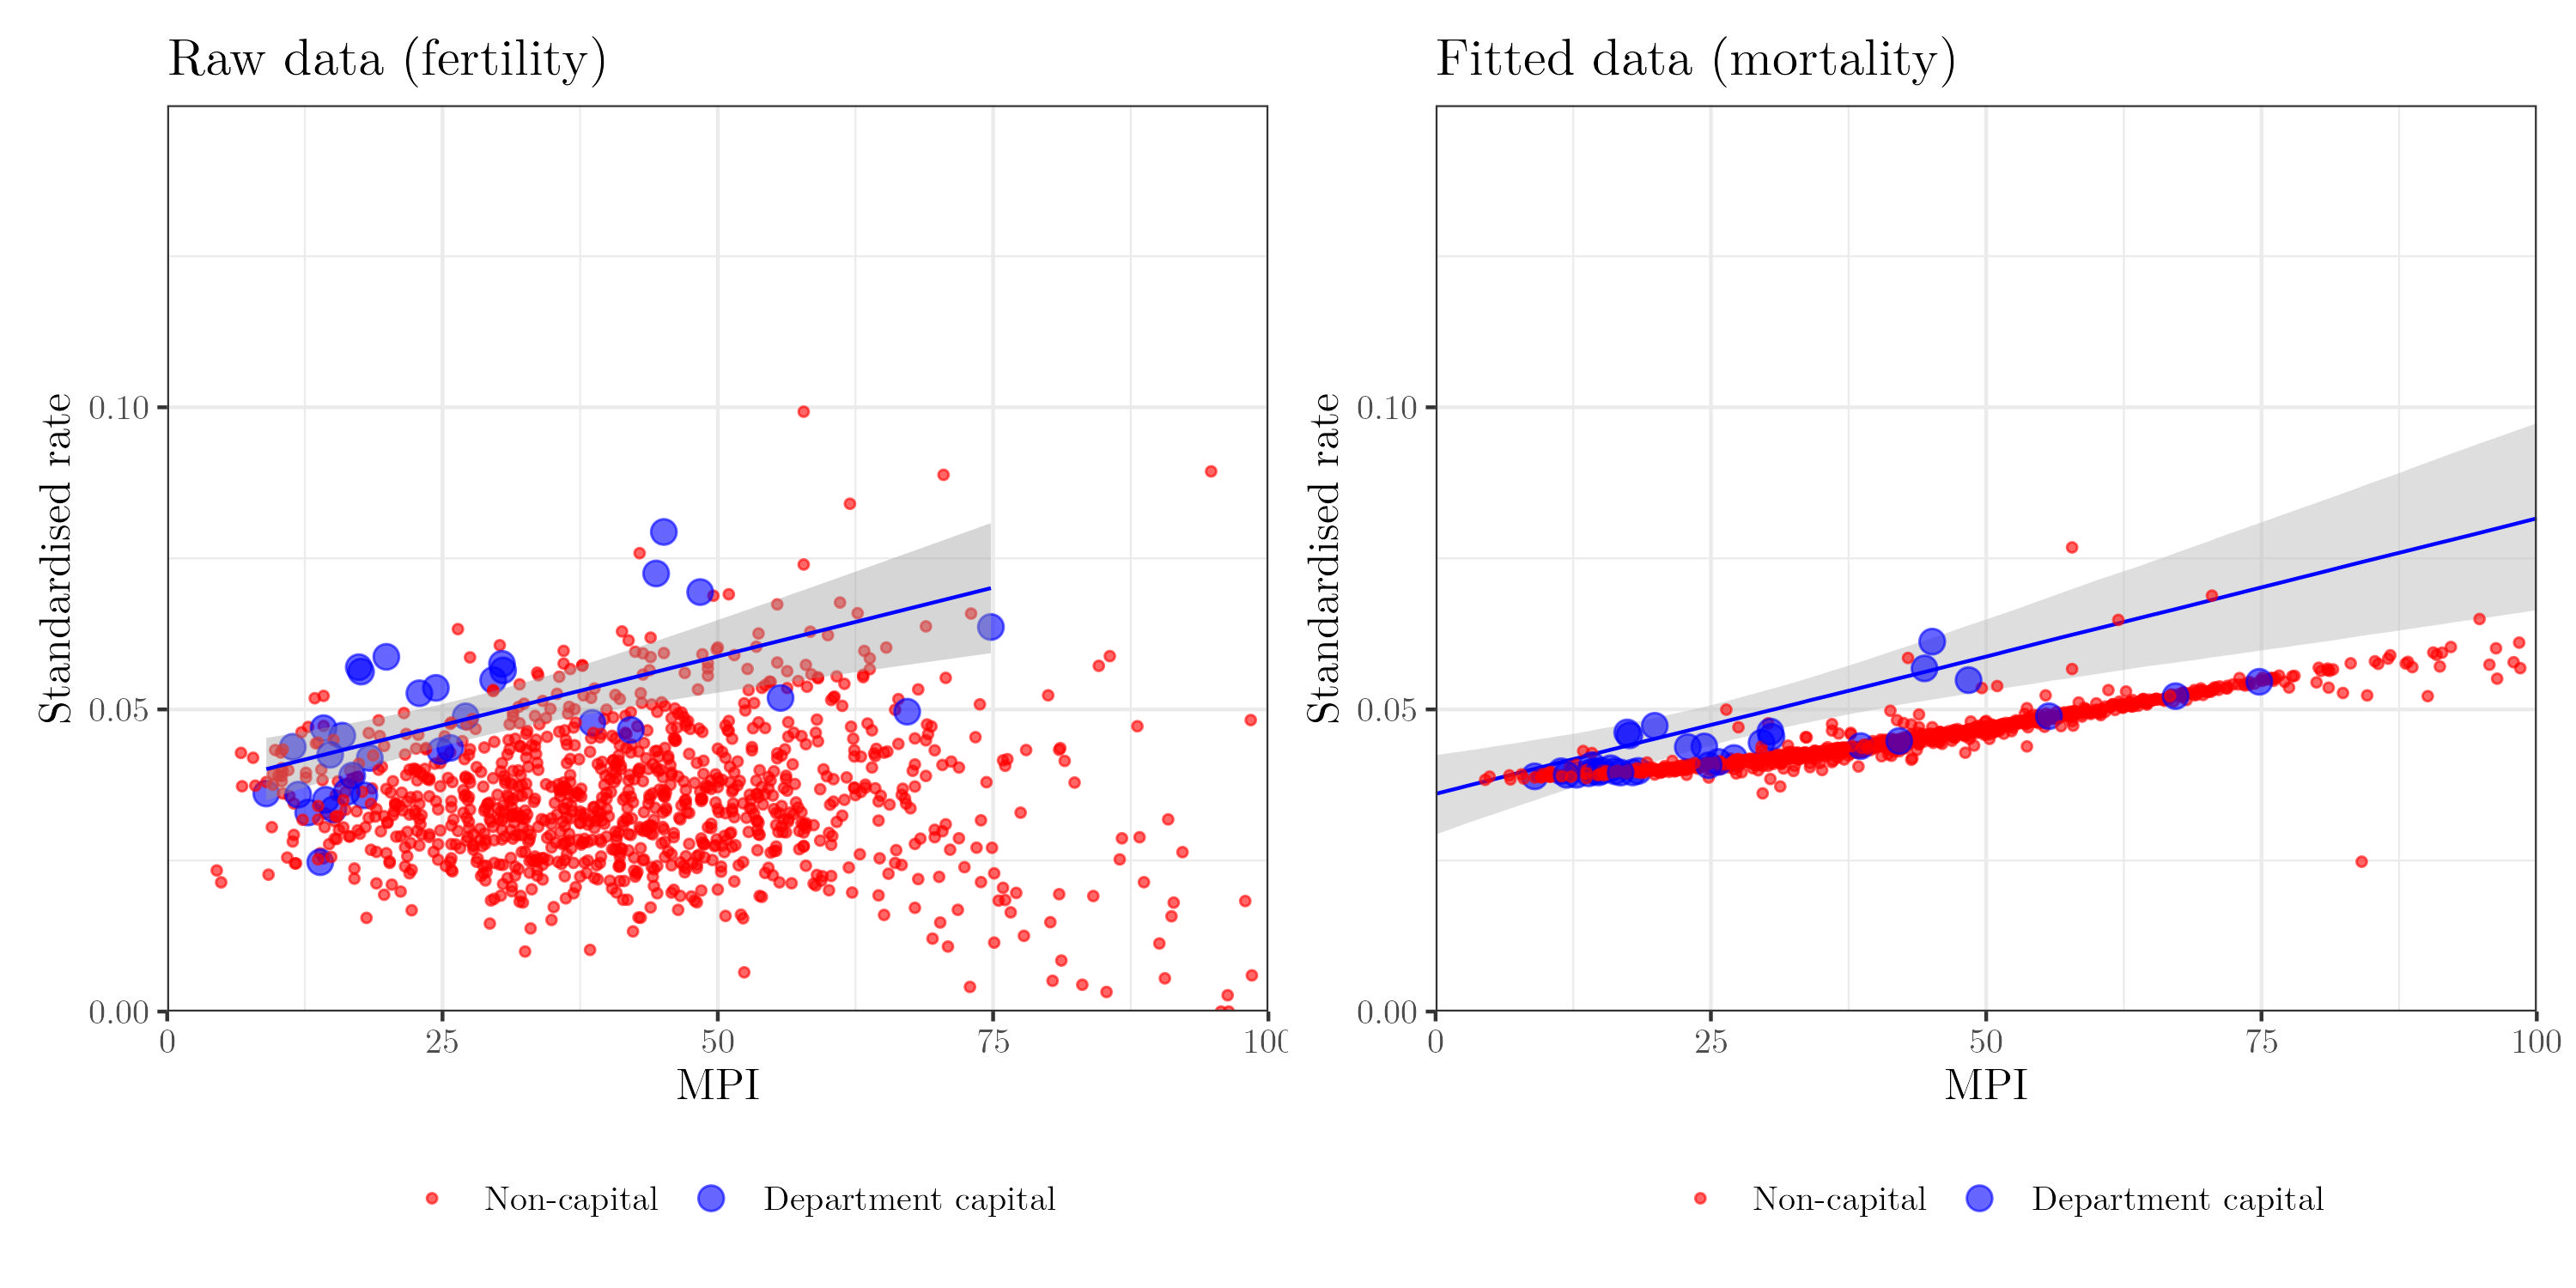 Raw data (fertility)
Standardised rate
0.10
0.05
0.00
0 25 50 75 100
MPI
Non-capital Department capital
Fitted data (mortality)
Standardised rate
0.10
0.05
0.00
0 25 50 75 100
MPI
Non-capital Department capital